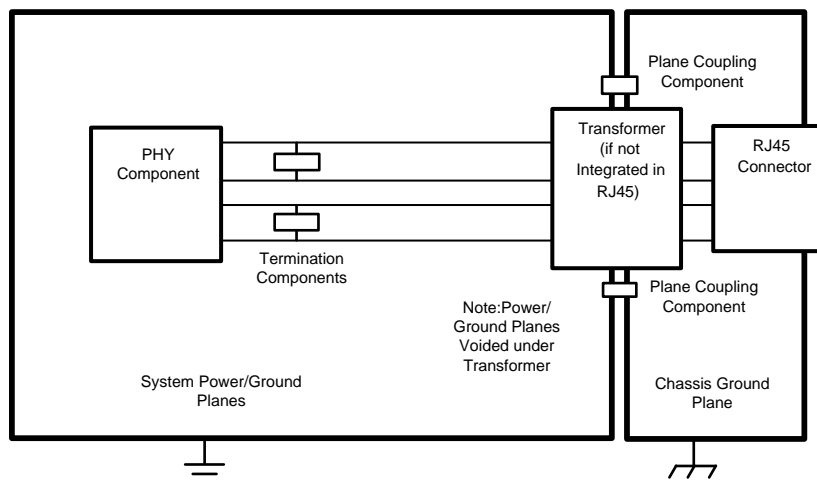 Plane Coupling
Component
PHY
Component
Transformer
(if not
Integrated in
RJ45)
RJ45
Connector
Termination
Components
Plane Coupling
Component
Note:Power/
Ground Planes
Voided under
Transformer
System Power/Ground
Planes
Chassis Ground
Plane